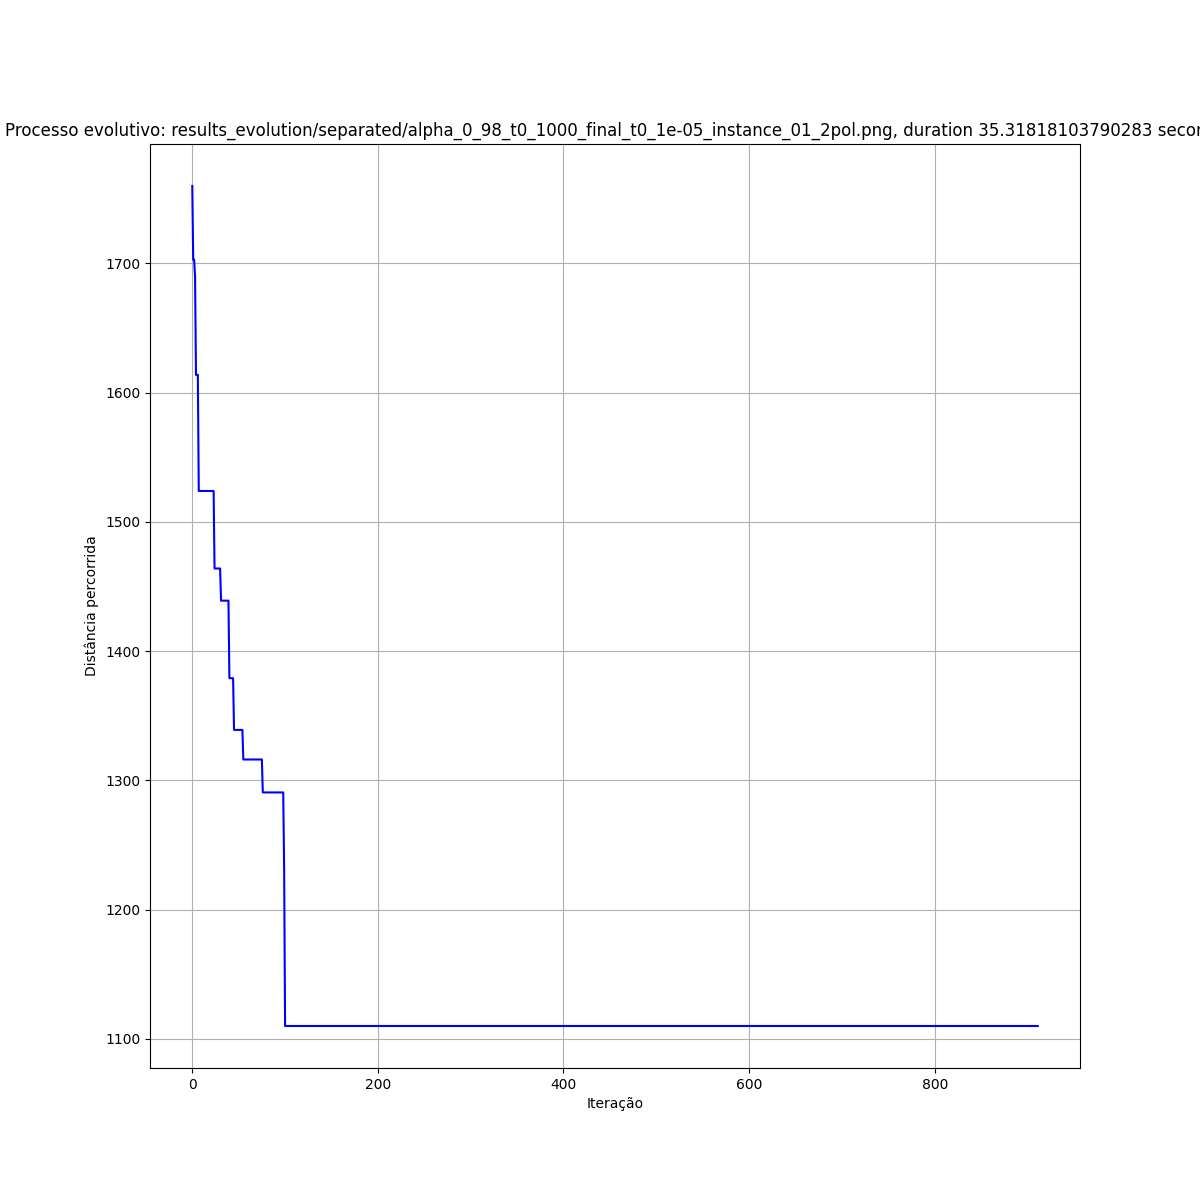 Processo evolutivo: results_evolution/separated/alpha_0_98_t0_1000_final_t0_1e-05_instance_01_2pol.png, duration 35.31818103790283
1700
1600
1500
1400
1300
1200
1100
Distância percorrida
0 200 400 600 800
Iteração